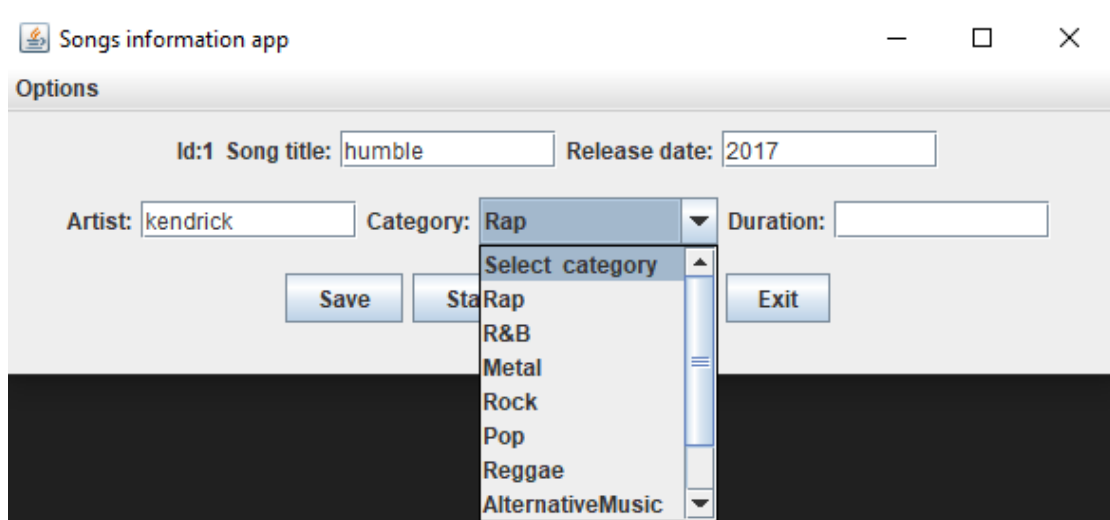 Songs information app
Options
Id:1 Song title: humble Release date: 2017
Artist: kendrick Category: Rap Duration:
Select category
Save Sta Exit
Rap
R&B
Metal
Rock
Pop
Reggae
AlternativeMusic